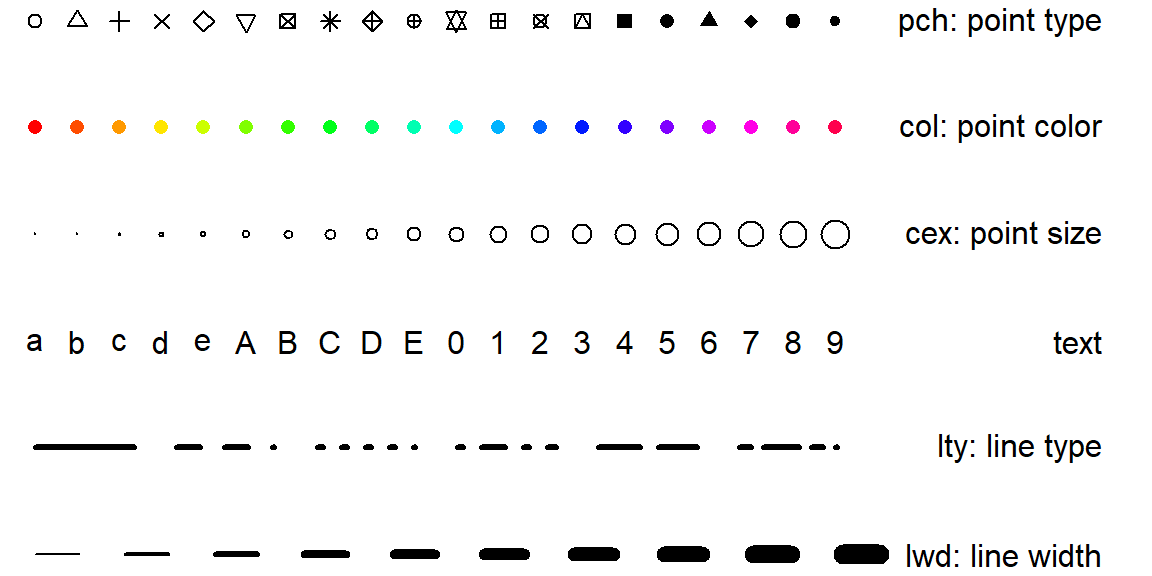 pch: point type
col: point color
cex: point size
a b c d e A B C D E 0 1 2 3 4 5 6 7 8 9 text
lty: line type
lwd: line width